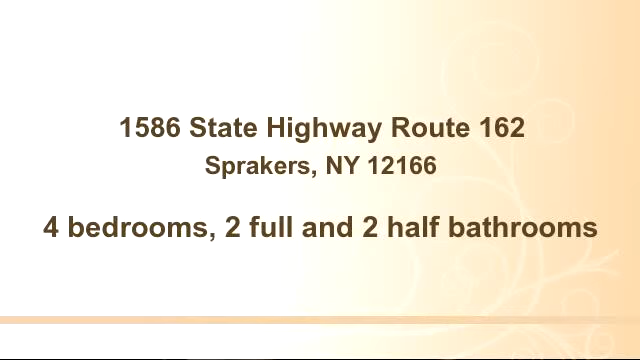 1586 State Highway Route 162
Sprakers, NY 12166
4 bedrooms, 2 full and 2 half bathrooms